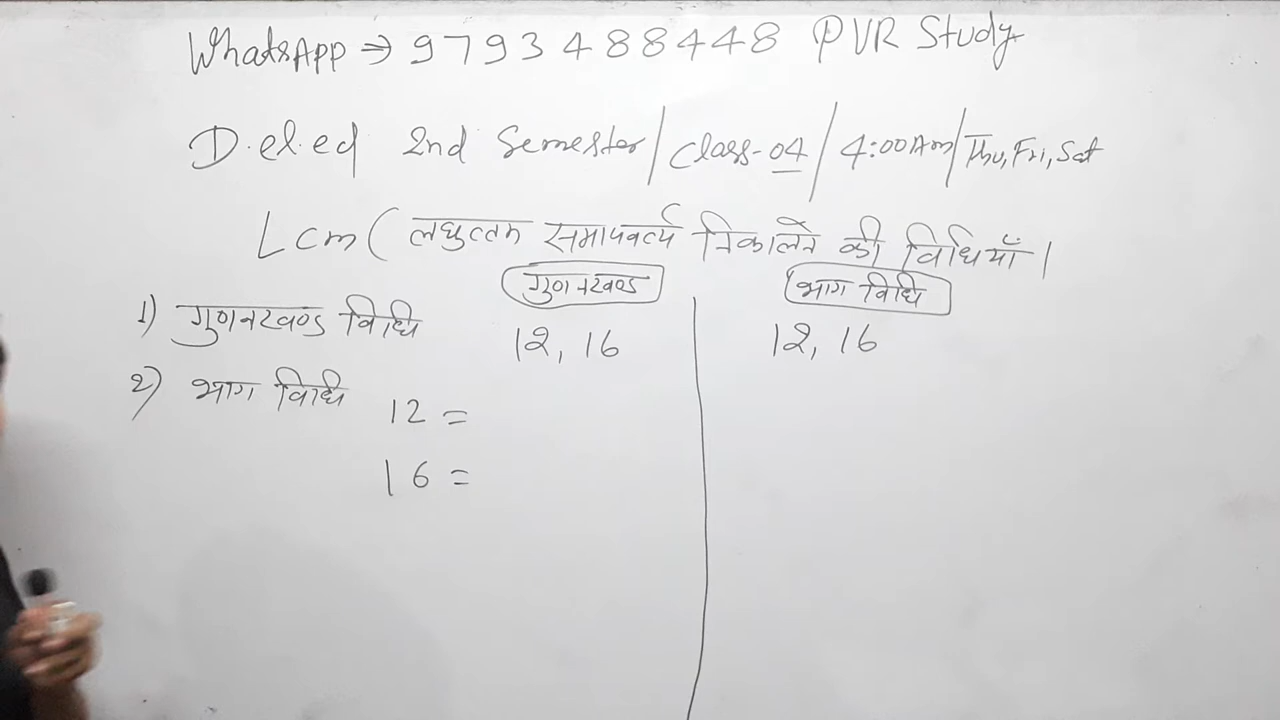 WhatsApp ⇒ 9793488448 PVR Study
D.el.ed 2nd Semester/Class-04/4:00Am/Thu,Fri,Sat
Lcm (लघुत्तम समापवर्त्य निकालने की विधियाँ।
1) गुणनखण्ड विधि
2) भाग विधि
गुणनखण्ड
12, 16
12 =
16 =
भाग विधि
12, 16